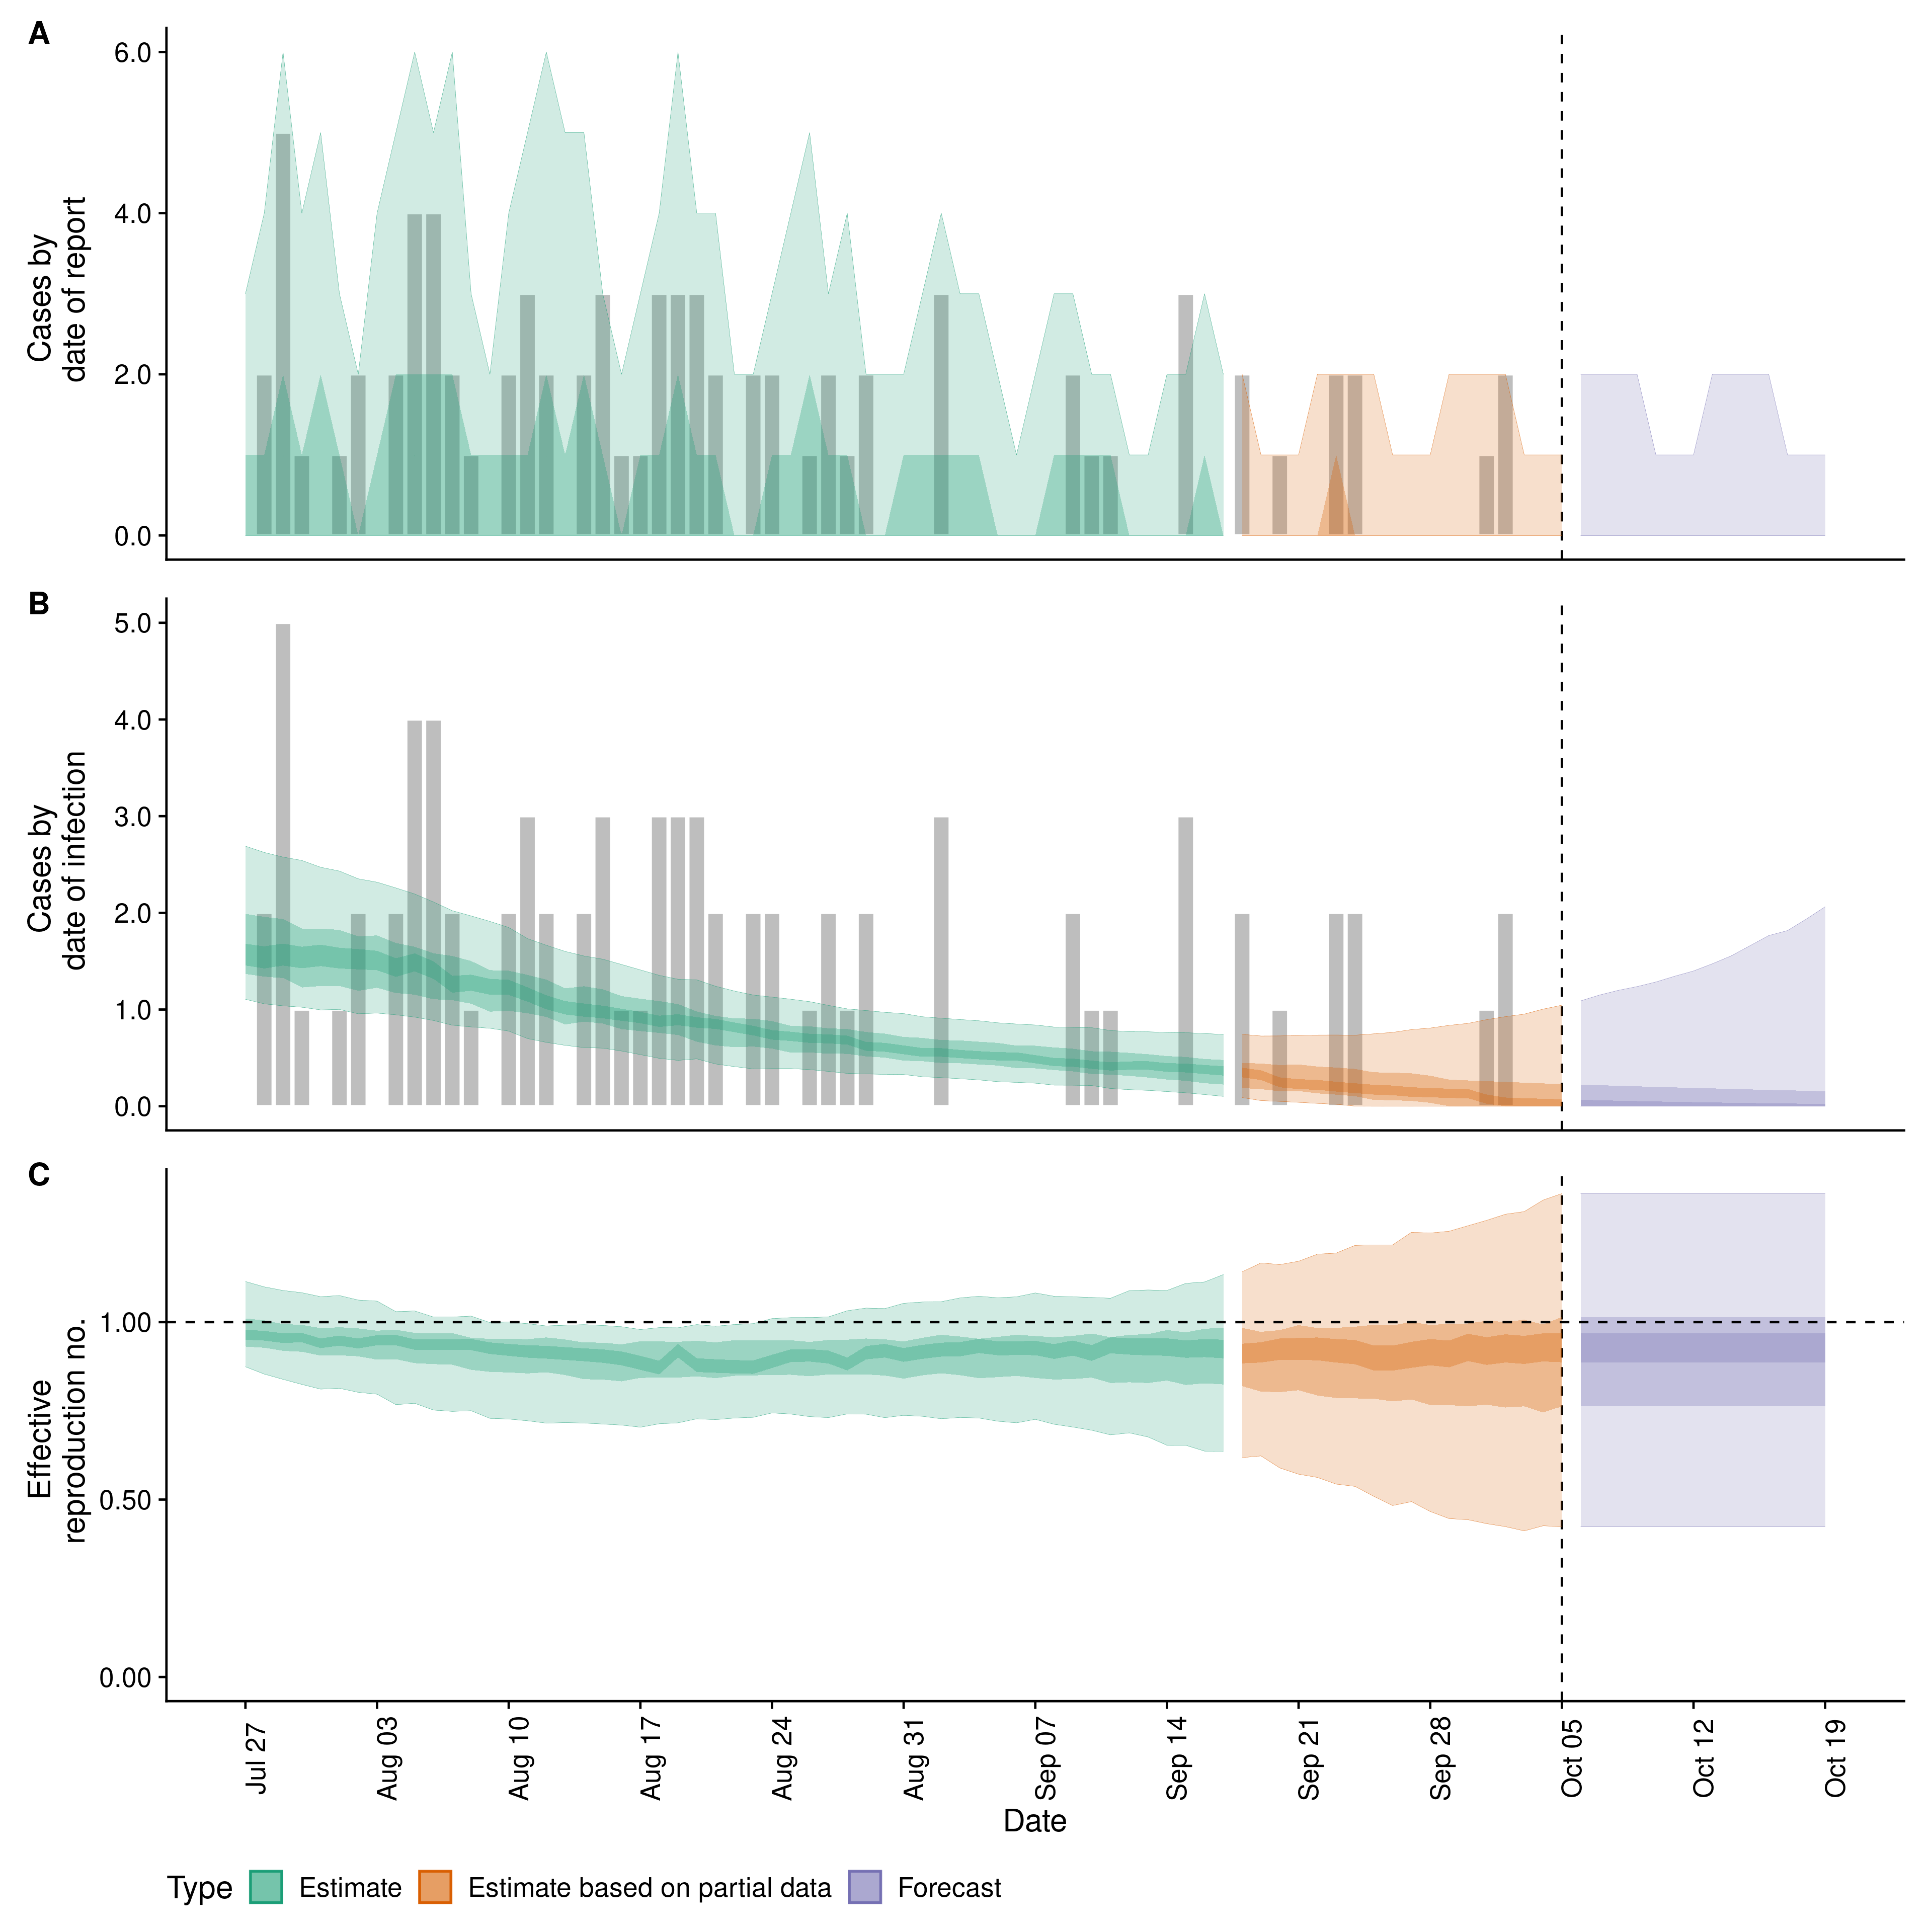 A
6.0
4.0
2.0
0.0
Cases by
date of report
B
5.0
4.0
3.0
2.0
1.0
0.0
Cases by
date of infection
C
1.00
0.50
0.00
Effective
reproduction no.
Jul 27
Aug 03
Aug 10
Aug 17
Aug 24
Aug 31
Sep 07
Sep 14
Sep 21
Sep 28
Oct 05
Oct 12
Oct 19
Date
Type Estimate Estimate based on partial data Forecast